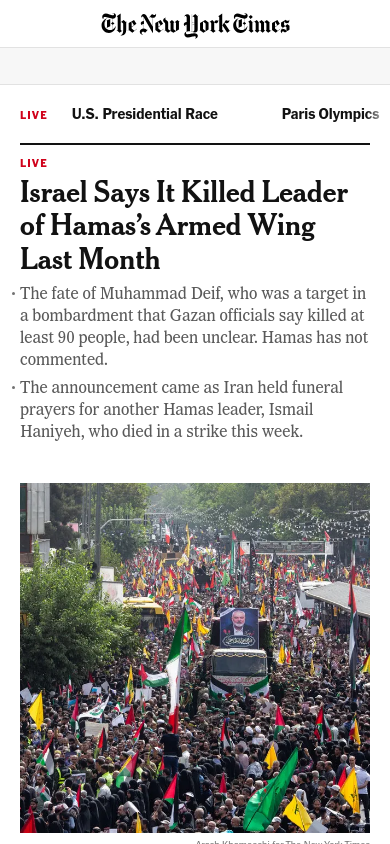 The New York Times
LIVE
U.S. Presidential Race
Paris Olympics
LIVE
Israel Says It Killed Leader
of Hamas’s Armed Wing
Last Month
· The fate of Muhammad Deif, who was a target in
a bombardment that Gazan officials say killed at
least 90 people, had been unclear. Hamas has not
commented.
· The announcement came as Iran held funeral
prayers for another Hamas leader, Ismail
Haniyeh, who died in a strike this week.